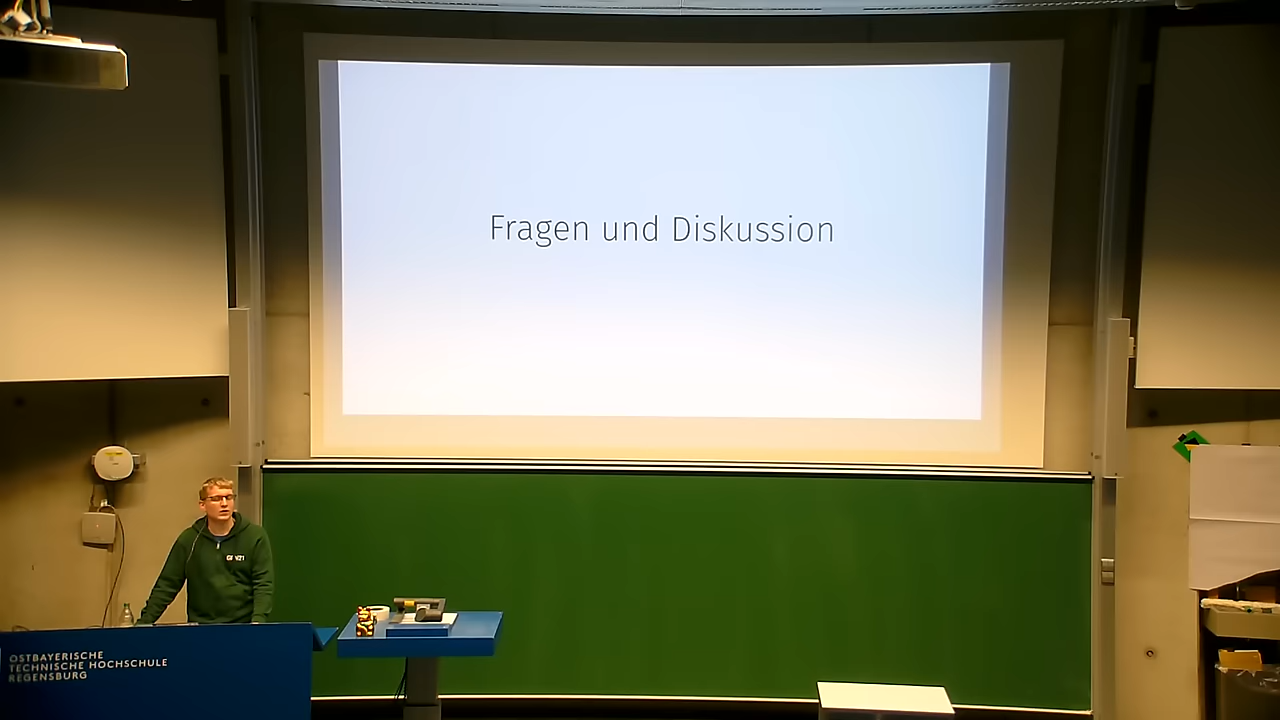 Fragen und Diskussion
OSTBAYERISCHE
TECHNISCHE HOCHSCHULE
REGENSBURG